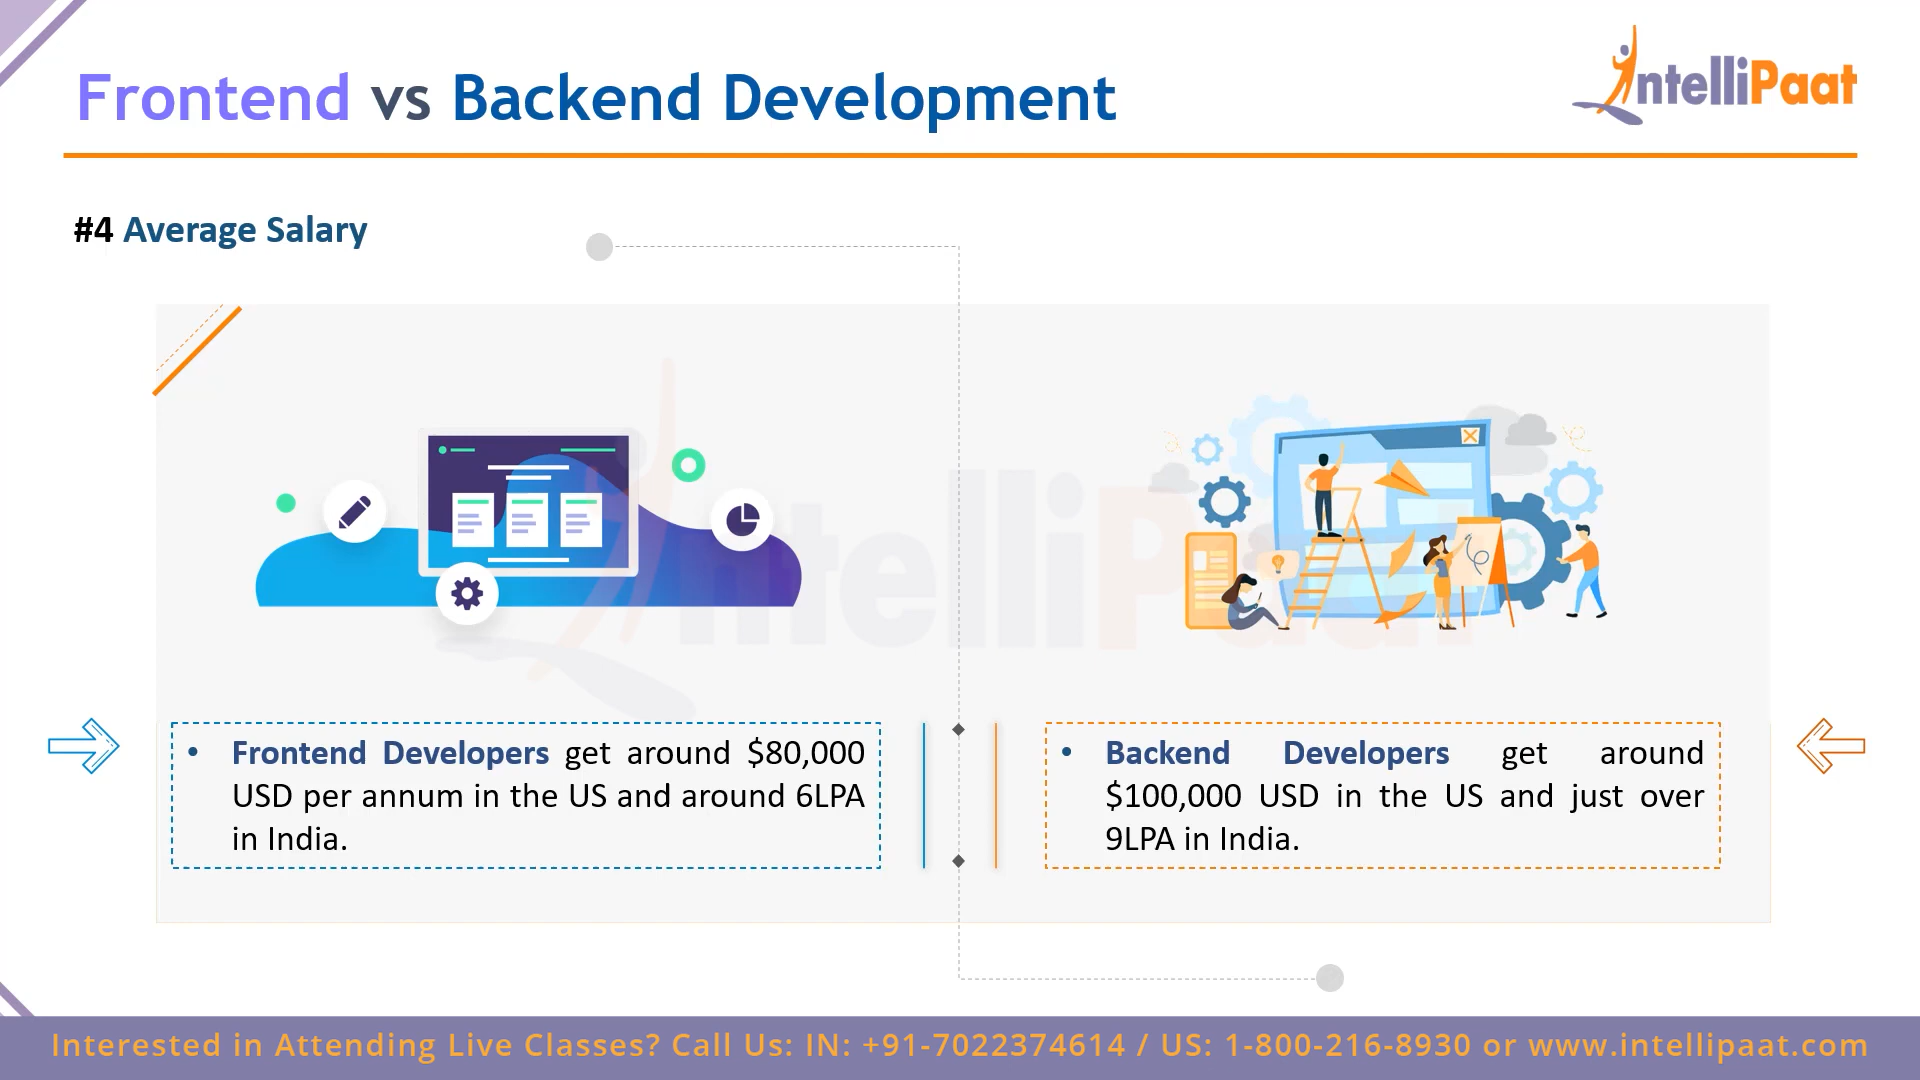 Frontend vs Backend Development
IntelliPaat
#4 Average Salary
IntelliPaat
• Frontend Developers get around $80,000
USD per annum in the US and around 6LPA
in India.
• Backend Developers get around
$100,000 USD in the US and just over
9LPA in India.
Interested in Attending Live Classes? Call Us: IN: +91-7022374614 / US: 1-800-216-8930 or www.intellipaat.com